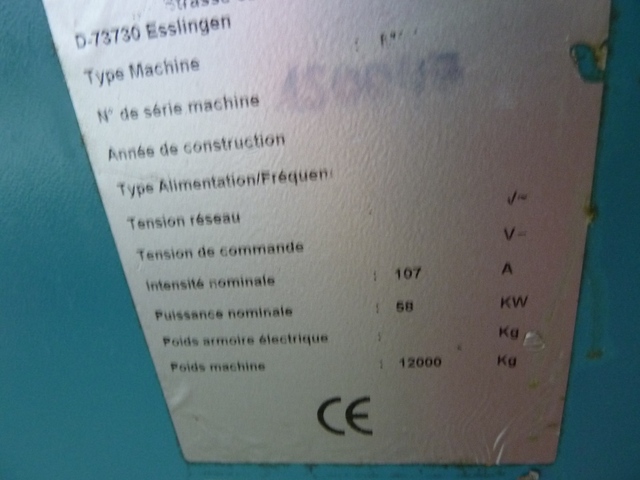 D-73730 Esslingen
Type Machine :
N° de série machine
Année de construction
Type Alimentation/Fréquen
Tension réseau V~
Tension de commande V=
Intensité nominale : 107 A
Puissance nominale : 58 KW
Poids armoire électrique : Kg
Poids machine : 12000 Kg
CE